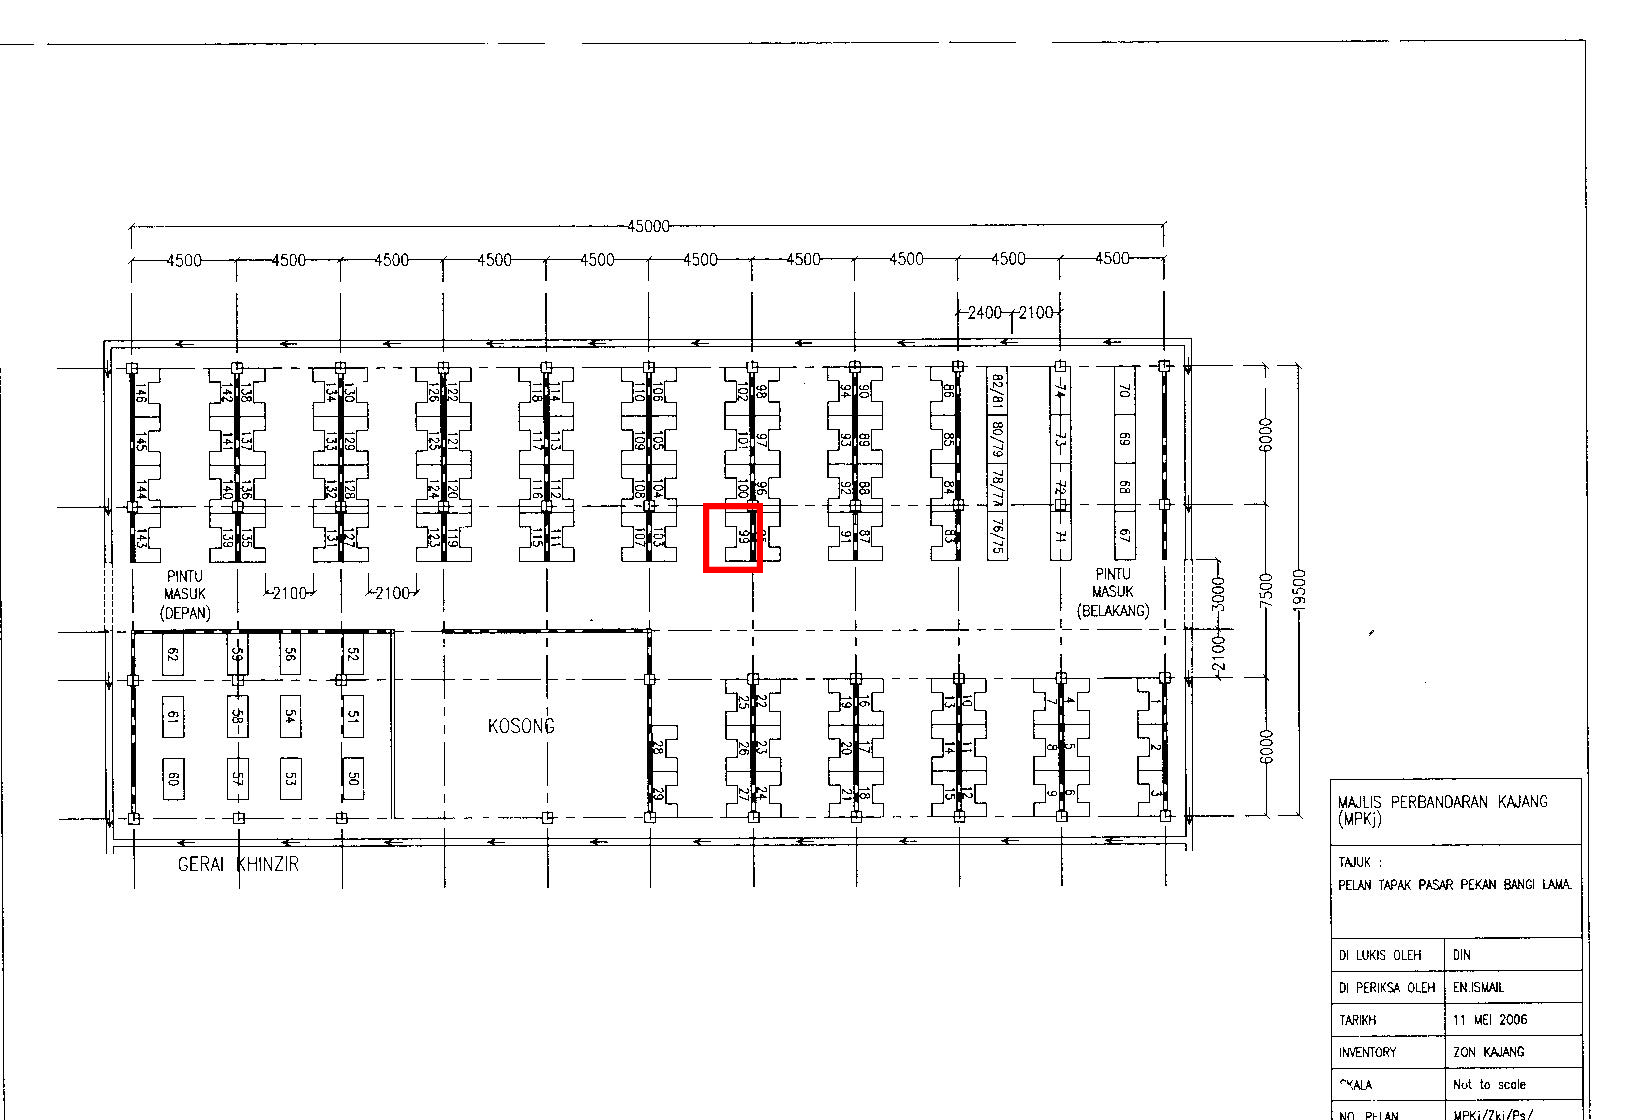 45000
4500 4500 4500 4500 4500 4500 4500 4500 4500 4500
2400 2100
146 142 138 134 130 126 122 118 114 110 106 102 98 94 90 86 82/81 74 70
145 141 137 133 129 125 121 117 113 109 105 101 97 93 89 85 80/79 73 69
144 140 136 132 128 124 120 116 112 108 104 100 96 92 88 84 78/77 72 68
143 139 135 131 127 123 119 115 111 107 103 99 95 91 87 83 76/75 71 67
6000
7500
19500
3000
2100
6000
PINTU
MASUK
(DEPAN)
2100 2100
PINTU
MASUK
(BELAKANG)
62 59 56 52
61 58 54 51
60 57 53 50
KOSONG
25 22 19 16 13 10 7 4 1
28 26 23 20 17 14 11 8 5 2
29 27 24 21 18 15 12 9 6 3
GERAI KHINZIR
MAJLIS PERBANDARAN KAJANG
(MPKj)
TAJUK :
PELAN TAPAK PASAR PEKAN BANGI LAMA.
DI LUKIS OLEH DIN
DI PERIKSA OLEH EN.ISMAIL
TARIKH 11 MEI 2006
INVENTORY ZON KAJANG
SKALA Not to scale
NO. PELAN MPKj/Zkj/Ps/